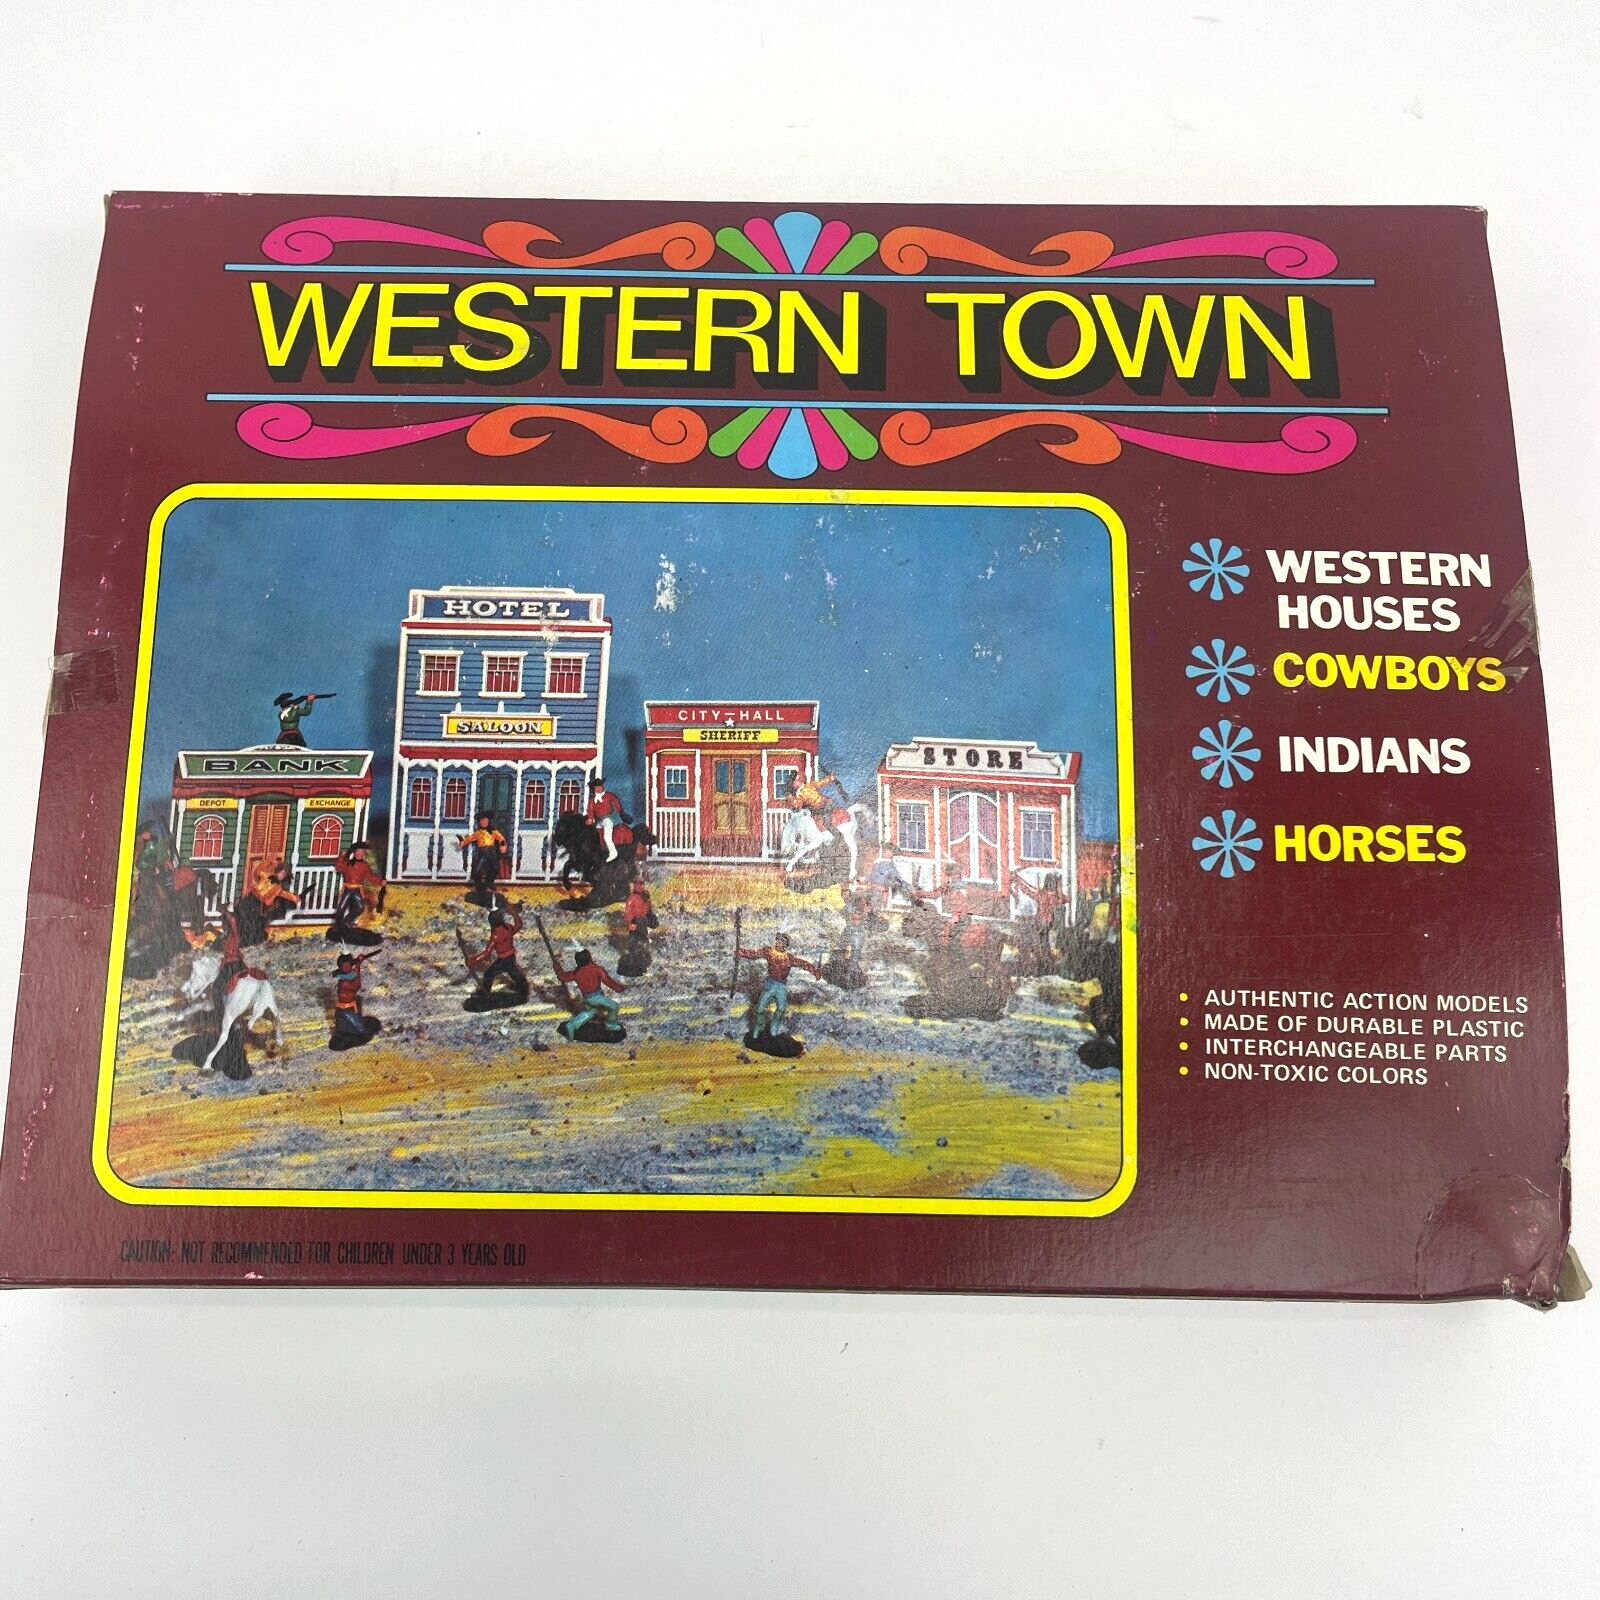 WESTERN TOWN
HOTEL
SALOON
CITY-HALL
SHERIFF
STORE
BANK
DEPOT
EXCHANGE
WESTERN
HOUSES
COWBOYS
INDIANS
HORSES
• AUTHENTIC ACTION MODELS
• MADE OF DURABLE PLASTIC
• INTERCHANGEABLE PARTS
• NON-TOXIC COLORS
CAUTION: NOT RECOMMENDED FOR CHILDREN UNDER 3 YEARS OLD